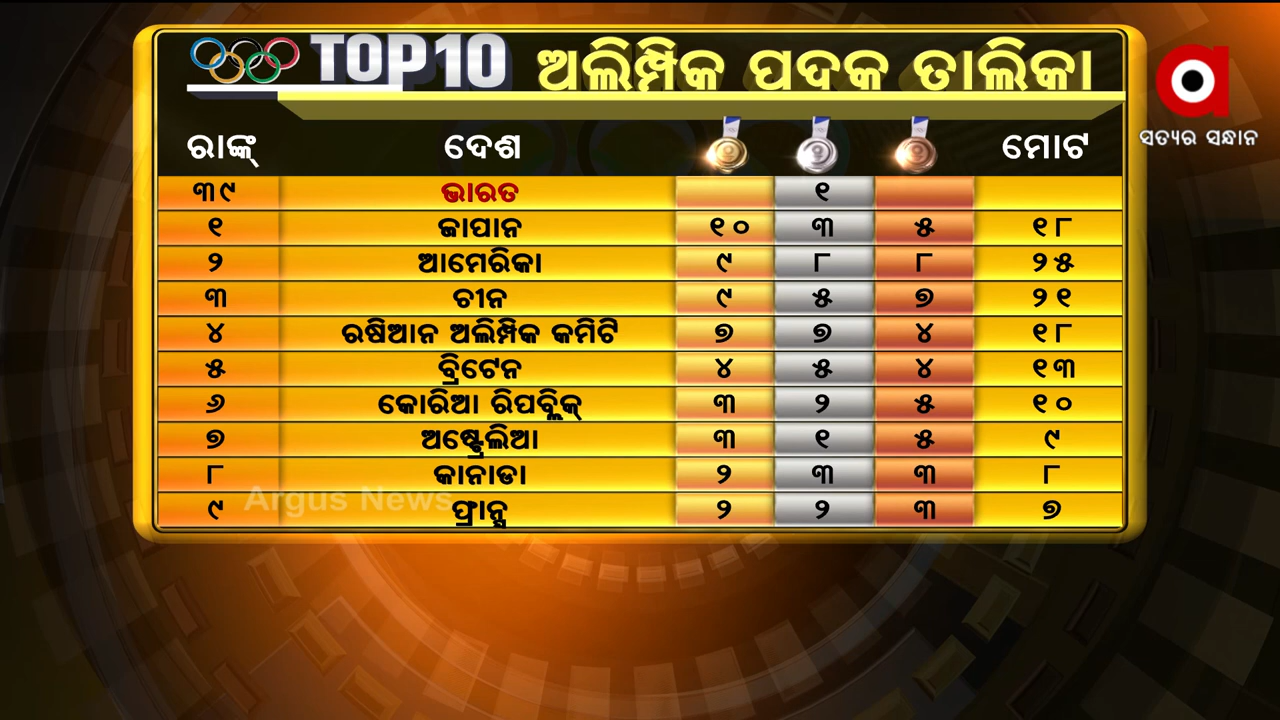 TOP10 ଅଲିମ୍ପିକ ପଦକ ତାଲିକା
ସତ୍ୟର ସନ୍ଧାନ
ରାଙ୍କ୍ ଦେଶ ମୋଟ
୩୯ ଭାରତ ୧
୧ ଜାପାନ ୧୦ ୩ ୫ ୧୮
୨ ଆମେରିକା ୯ ୮ ୮ ୨୫
୩ ଚୀନ ୯ ୫ ୭ ୨୧
୪ ଋଷିଆନ ଅଲିମ୍ପିକ କମିଟି ୭ ୭ ୪ ୧୮
୫ ବ୍ରିଟେନ ୪ ୫ ୪ ୧୩
୬ କୋରିଆ ରିପବ୍ଲିକ୍ ୩ ୨ ୫ ୧୦
୭ ଅଷ୍ଟ୍ରେଲିଆ ୩ ୧ ୫ ୯
୮ କାନାଡା ୨ ୩ ୩ ୮
Argus News
୯ ଫ୍ରାନ୍ସ ୨ ୨ ୩ ୭